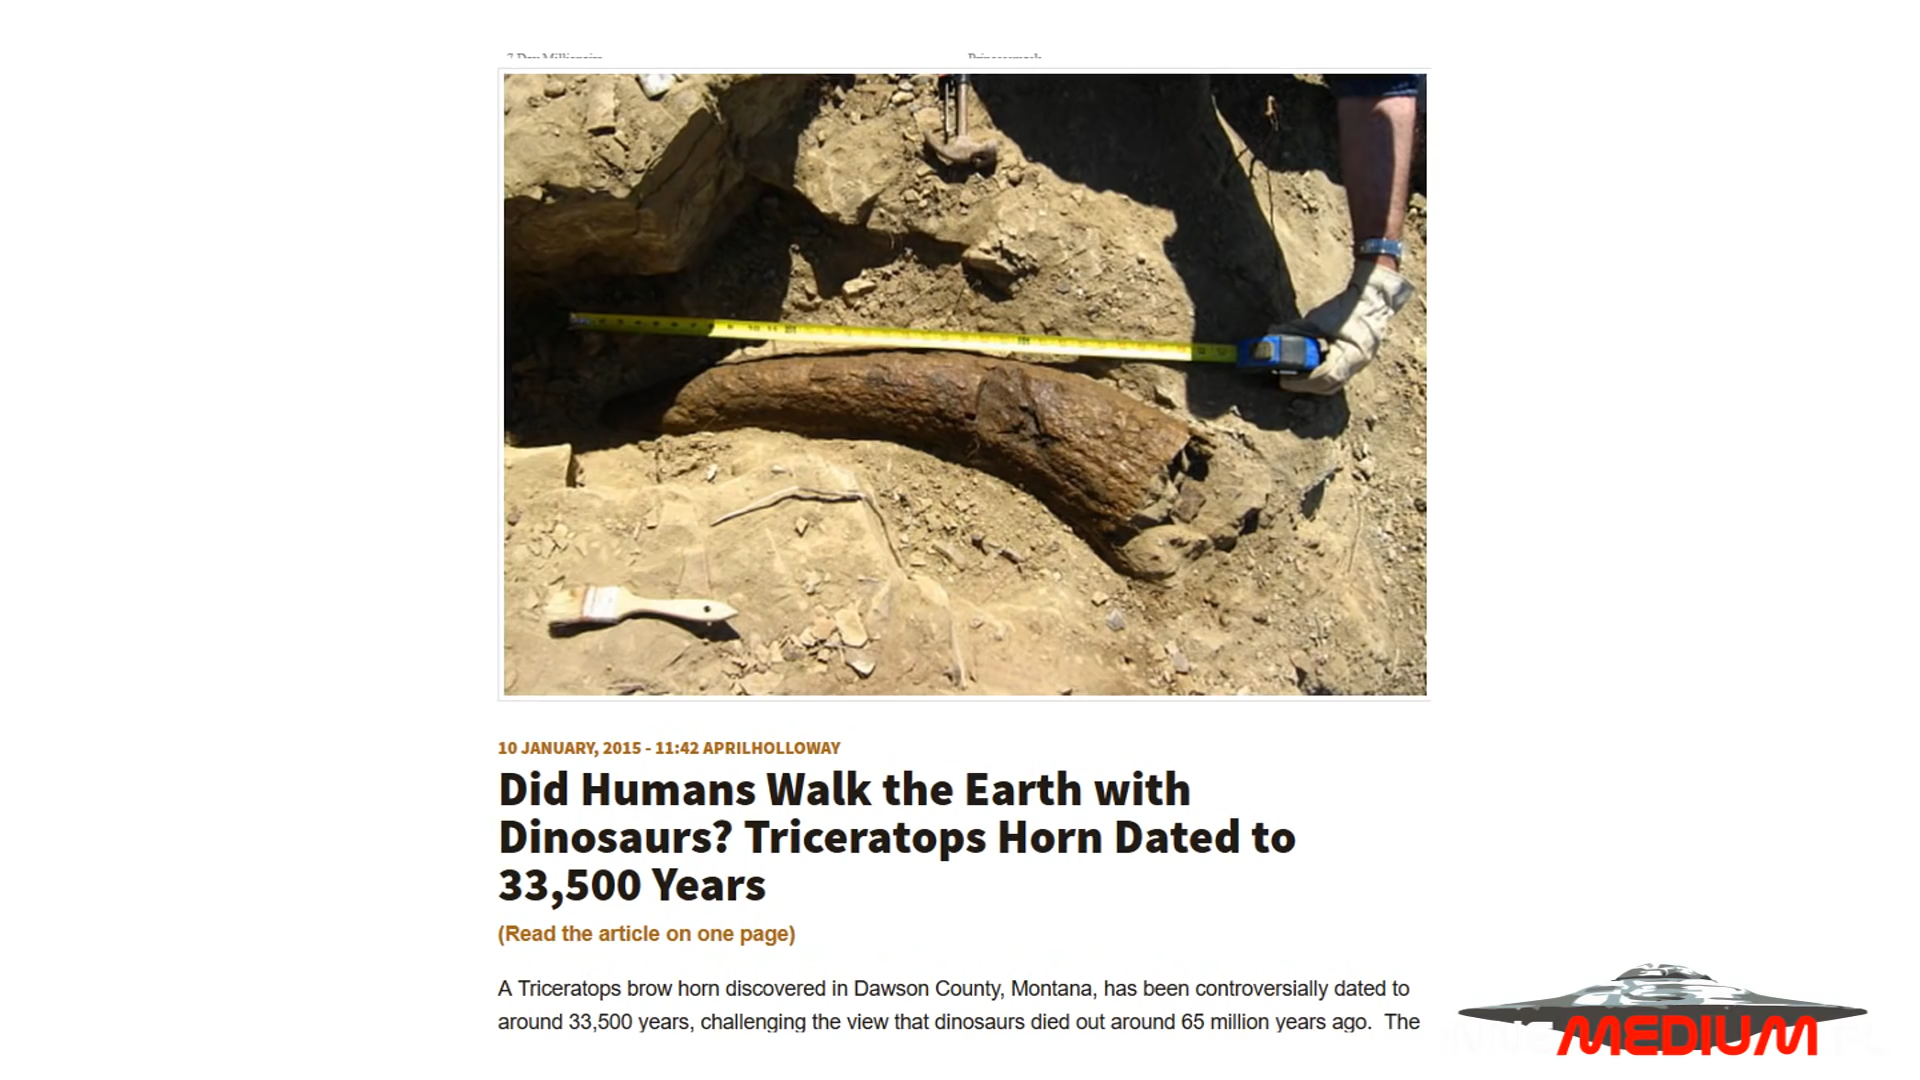 10 JANUARY, 2015 - 11:42 APRILHOLLOWAY
Did Humans Walk the Earth with
Dinosaurs? Triceratops Horn Dated to
33,500 Years
(Read the article on one page)
A Triceratops brow horn discovered in Dawson County, Montana, has been controversially dated to
around 33,500 years, challenging the view that dinosaurs died out around 65 million years ago. The
MEDIUM